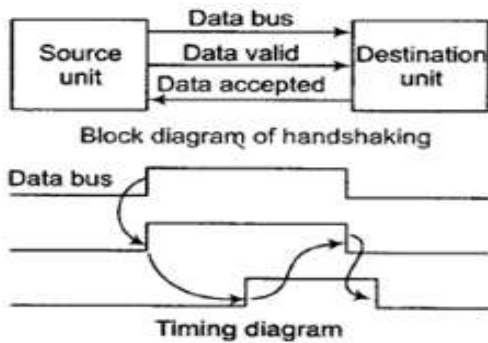 Data bus
Source
unit
Data valid
Destination
unit
Data accepted
Block diagram of handshaking
Data bus
Timing diagram